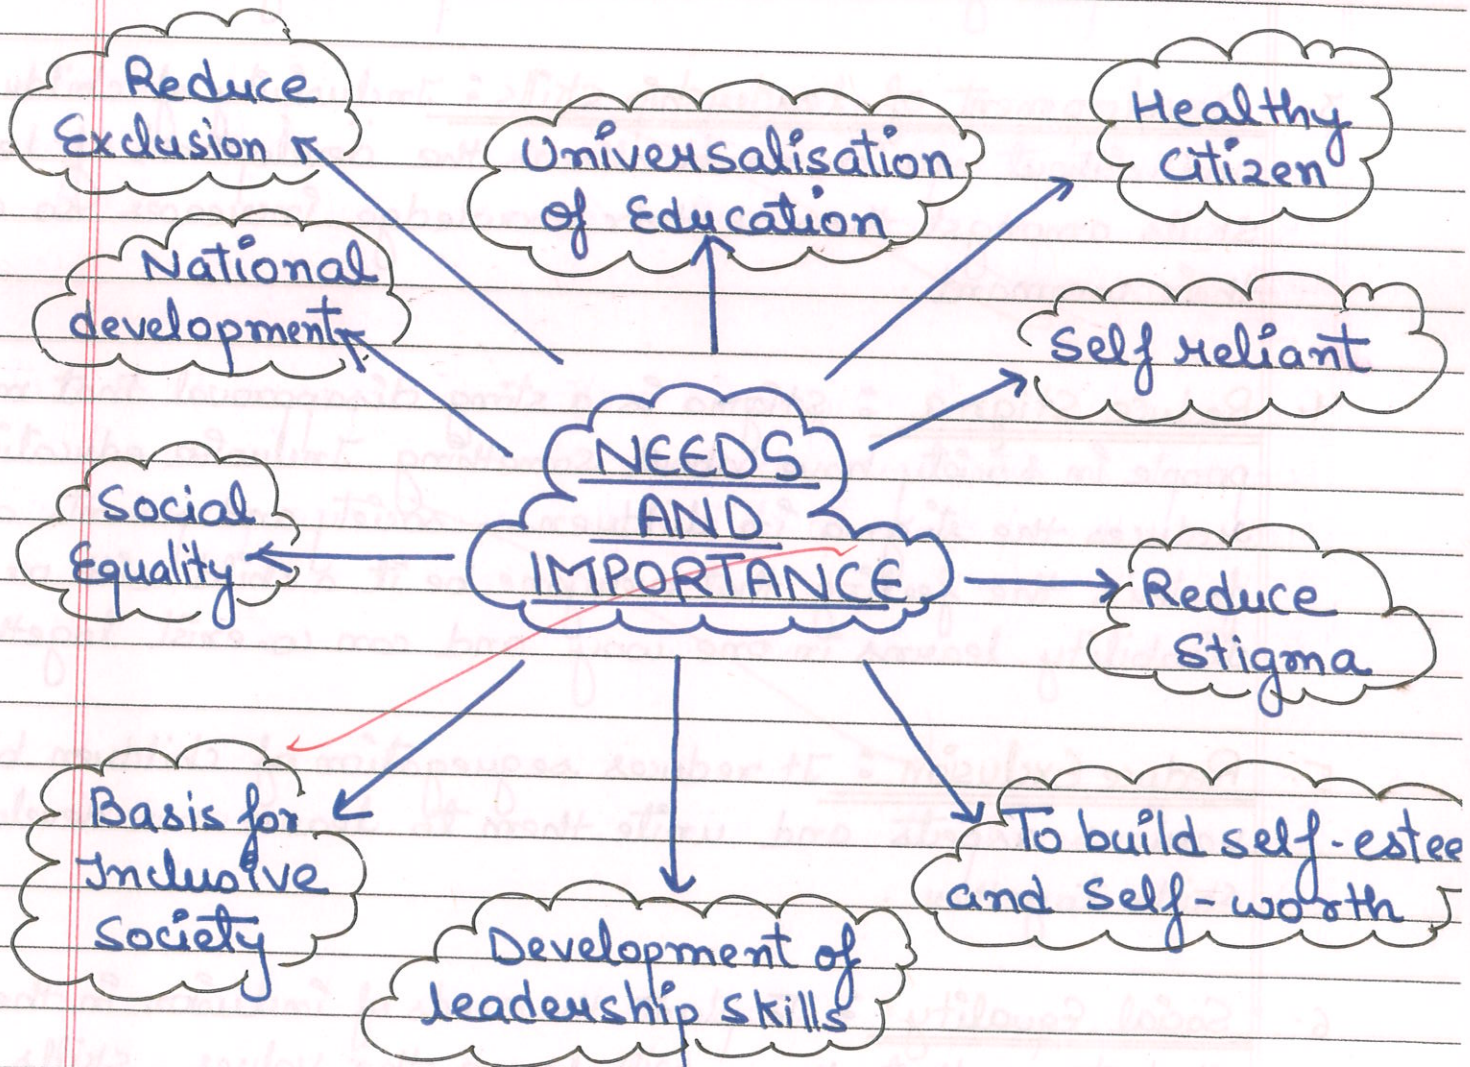 Reduce
Exclusion
Universalisation
of Education
Healthy
Citizen
National
development
Self reliant
NEEDS
AND
IMPORTANCE
Social
Equality
Reduce
Stigma
Basis for
Inclusive
Society
Development of
leadership skills
To build self-estee
and self-worth